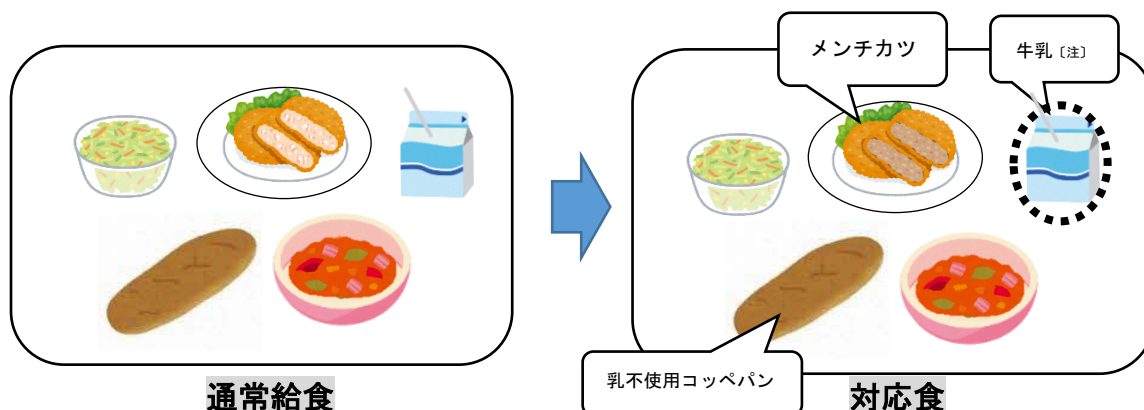 メンチカツ
牛乳〔注〕
乳不使用コッペパン
通常給食
対応食